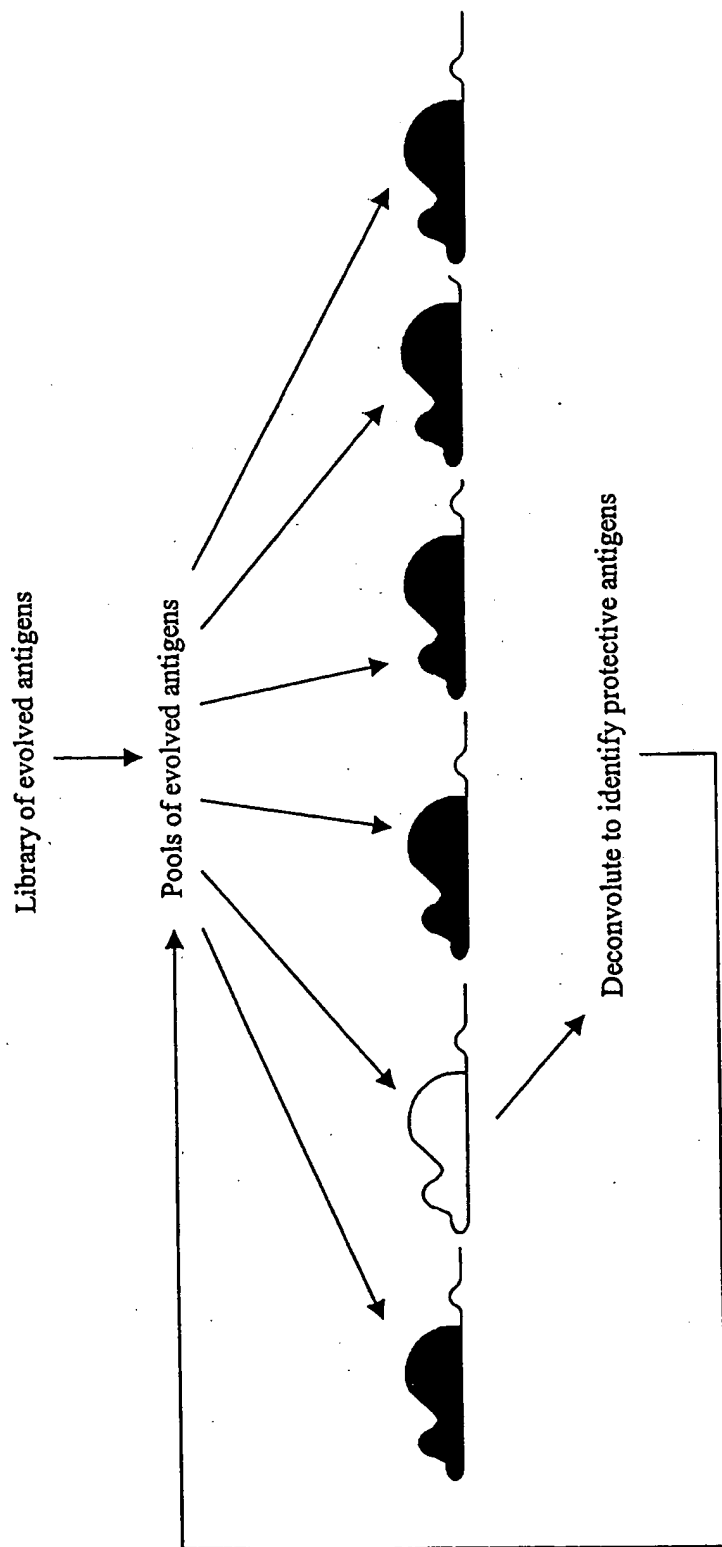 Library of evolved antigens
Pools of evolved antigens
Deconvolute to identify protective antigens